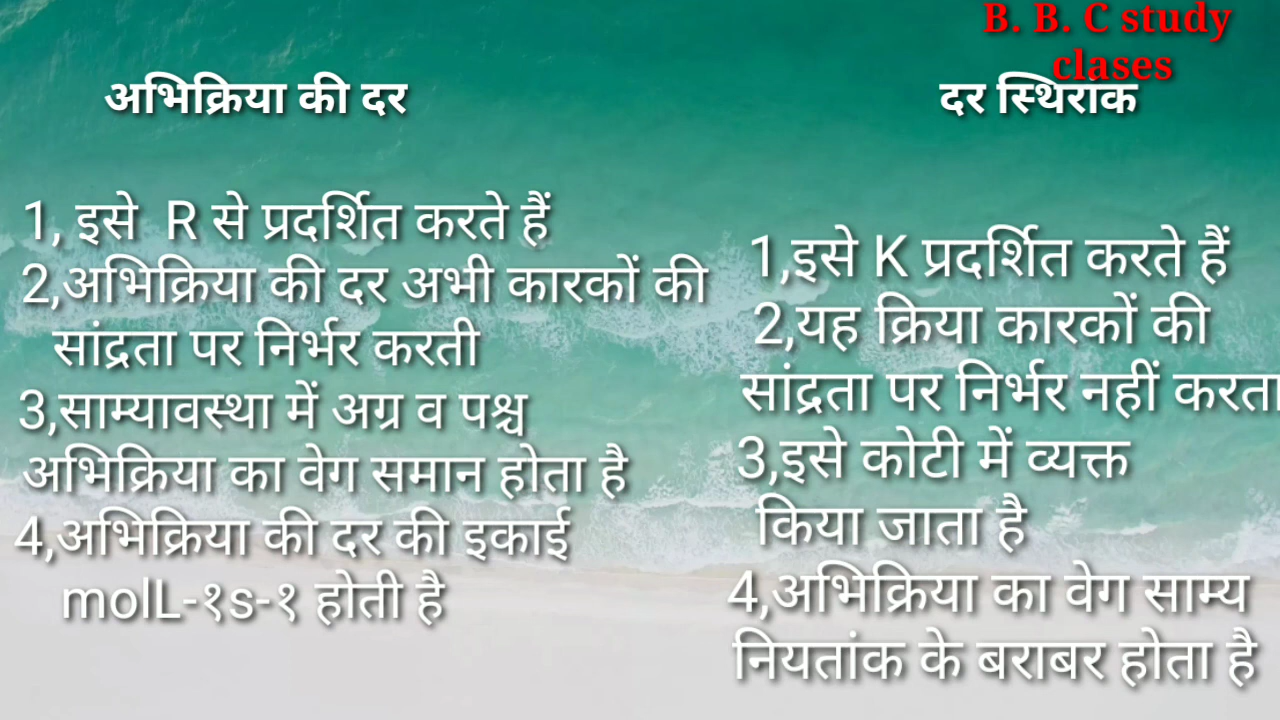 B. B. C study
clases
अभिक्रिया की दर
दर स्थिरांक
1, इसे R से प्रदर्शित करते हैं
2,अभिक्रिया की दर अभी कारकों की
सांद्रता पर निर्भर करती
3,साम्यावस्था में अग्र व पश्च
अभिक्रिया का वेग समान होता है
4,अभिक्रिया की दर की इकाई
molL-१s-१ होती है
1,इसे K प्रदर्शित करते हैं
2,यह क्रिया कारकों की
सांद्रता पर निर्भर नहीं करता
3,इसे कोटी में व्यक्त
किया जाता है
4,अभिक्रिया का वेग साम्य
नियतांक के बराबर होता है